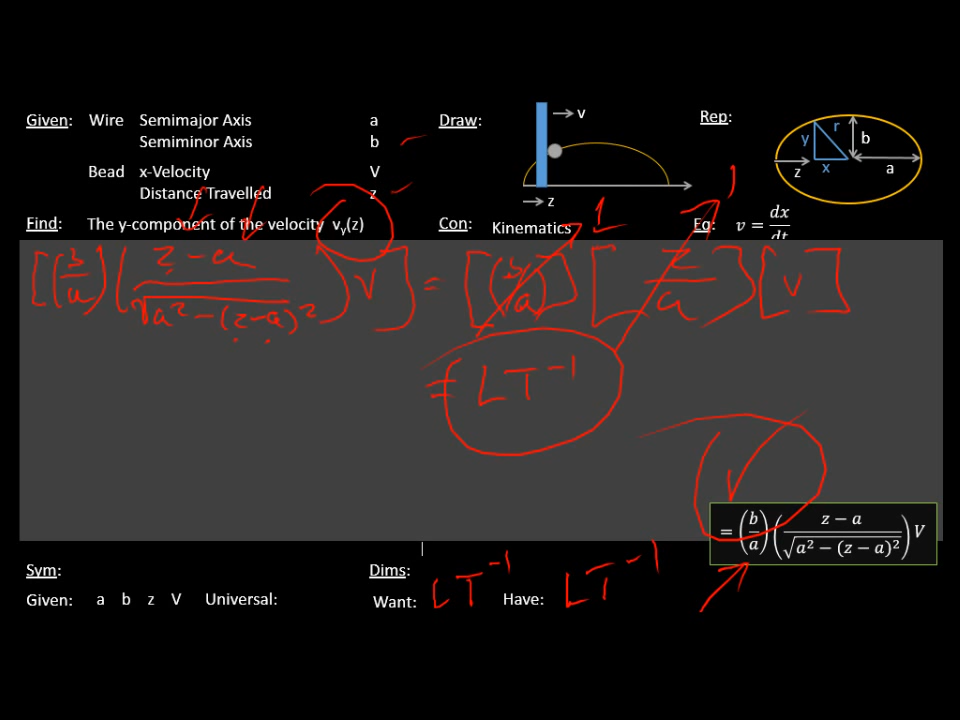 Given: Wire Semimajor Axis a
Semiminor Axis b
Bead x-Velocity V
Distance Travelled z
Find: The y-component of the velocity v_y(z)
Draw:
v
z
Con: Kinematics
Rep:
y r b
z x a
Eq: v = dx/dt
[(b/a)((z-a)/√(a²-(z-a)²))V] = [(b/a)][z/a][V]
1 1
= LT⁻¹
= (b/a)((z-a)/√(a²-(z-a)²))V
Sym:
Given: a b z V Universal:
Dims:
Want: LT⁻¹ Have: LT⁻¹